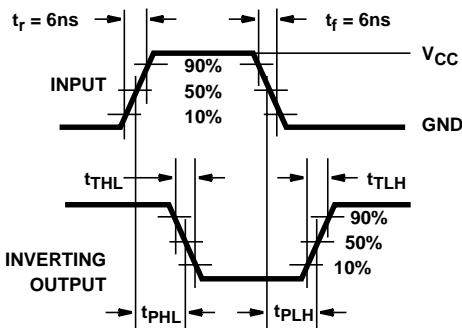 tr = 6ns
tf = 6ns
VCC
90%
INPUT
50%
10%
GND
tTHL
tTLH
90%
50%
10%
INVERTING
OUTPUT
tPHL
tPLH